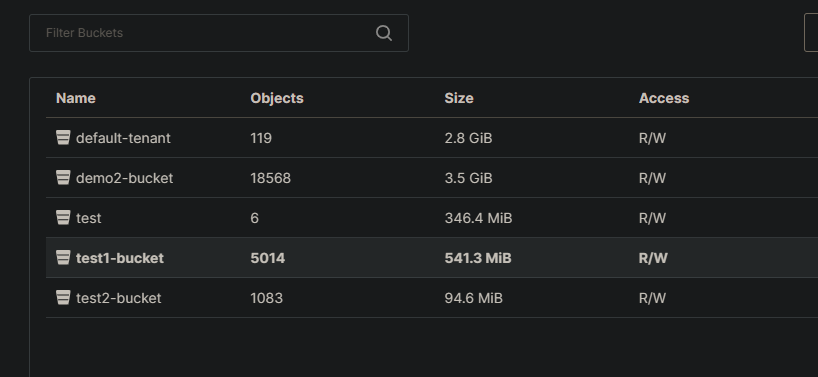 Filter Buckets
Name Objects Size Access
default-tenant 119 2.8 GiB R/W
demo2-bucket 18568 3.5 GiB R/W
test 6 346.4 MiB R/W
test1-bucket 5014 541.3 MiB R/W
test2-bucket 1083 94.6 MiB R/W